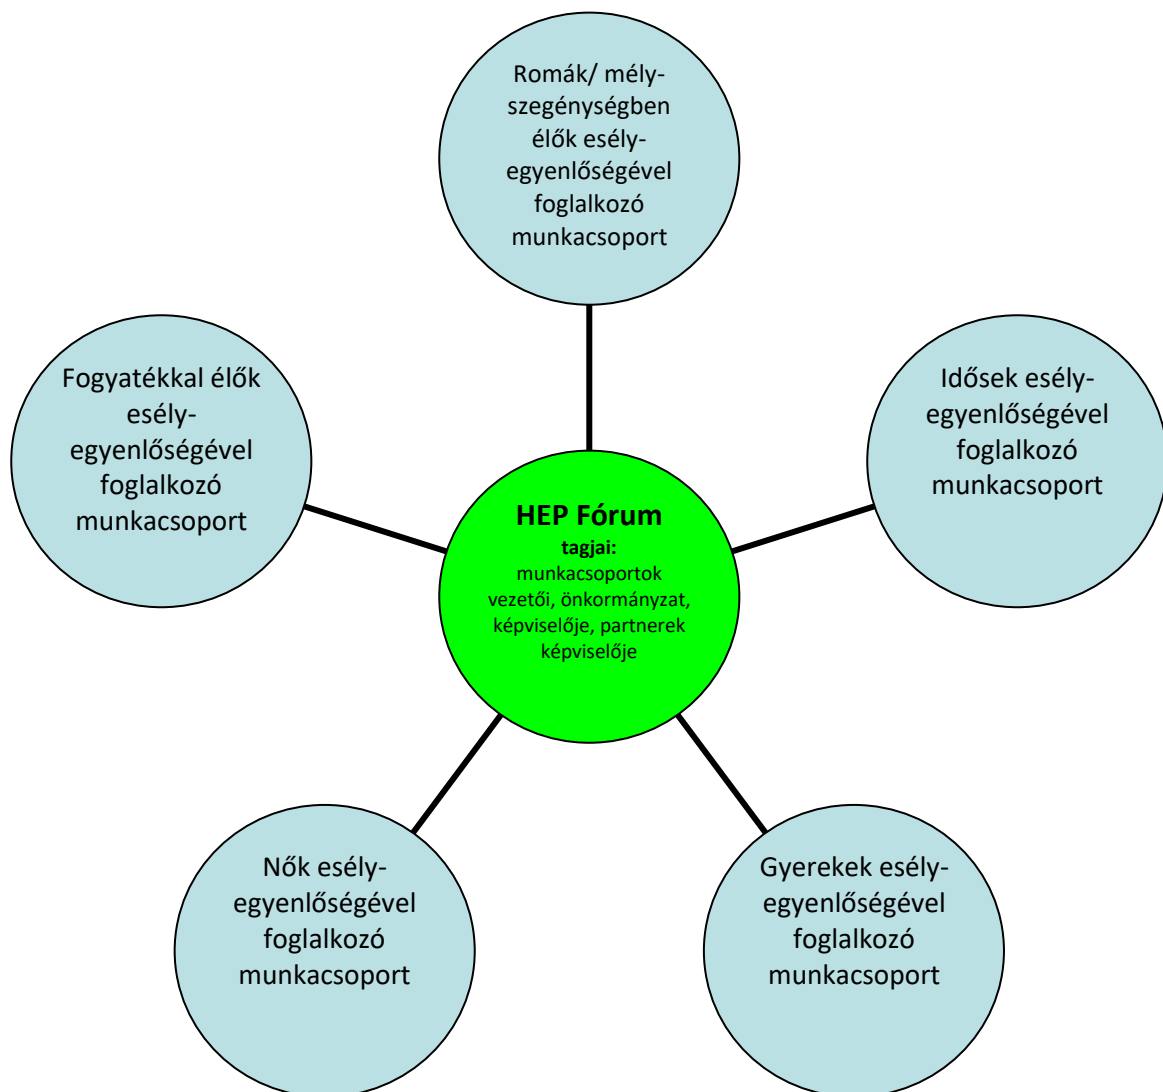 Romák/ mély-
szegénységben
élők esély-
egyenlőségével
foglalkozó
munkacsoport
Fogyatékkal élők
esély-
egyenlőségével
foglalkozó
munkacsoport
Idősek esély-
egyenlőségével
foglalkozó
munkacsoport
HEP Fórum
tagjai:
munkacsoportok
vezetői, önkormányzat,
képviselője, partnerek
képviselője
Nők esély-
egyenlőségével
foglalkozó
munkacsoport
Gyerekek esély-
egyenlőségével
foglalkozó
munkacsoport